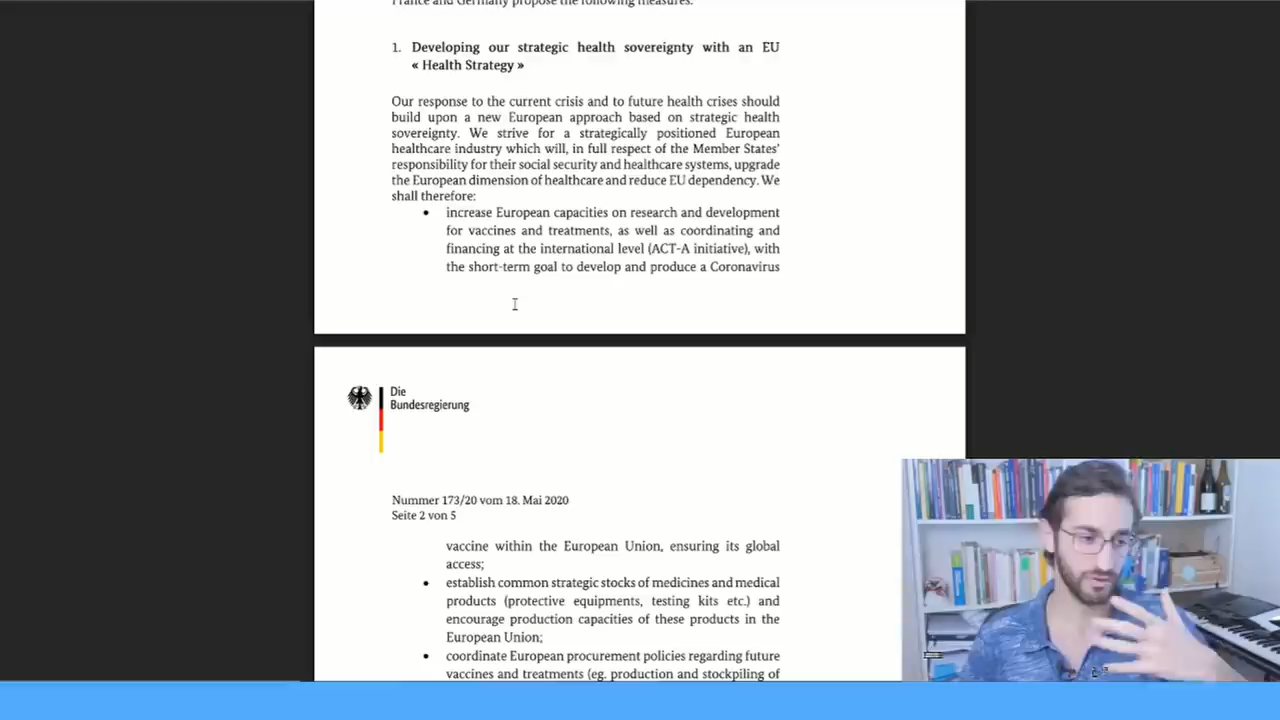 France and Germany propose the following measures:
1. Developing our strategic health sovereignty with an EU
« Health Strategy »
Our response to the current crisis and to future health crises should
build upon a new European approach based on strategic health
sovereignty. We strive for a strategically positioned European
healthcare industry which will, in full respect of the Member States'
responsibility for their social security and healthcare systems, upgrade
the European dimension of healthcare and reduce EU dependency. We
shall therefore:
• increase European capacities on research and development
for vaccines and treatments, as well as coordinating and
financing at the international level (ACT-A initiative), with
the short-term goal to develop and produce a Coronavirus
Die
Bundesregierung
Nummer 173/20 vom 18. Mai 2020
Seite 2 von 5
vaccine within the European Union, ensuring its global
access;
• establish common strategic stocks of medicines and medical
products (protective equipments, testing kits etc.) and
encourage production capacities of these products in the
European Union;
• coordinate European procurement policies regarding future
vaccines and treatments (eg. production and stockpiling of